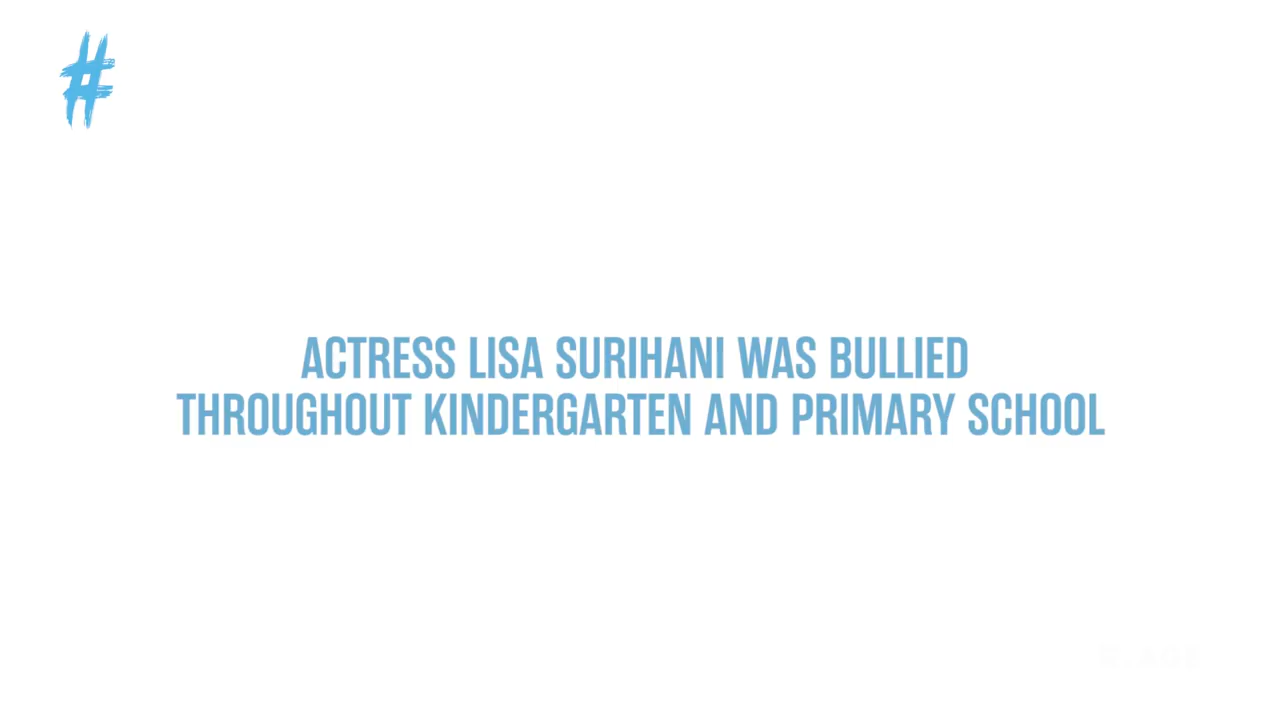 #
ACTRESS LISA SURIHANI WAS BULLIED
THROUGHOUT KINDERGARTEN AND PRIMARY SCHOOL